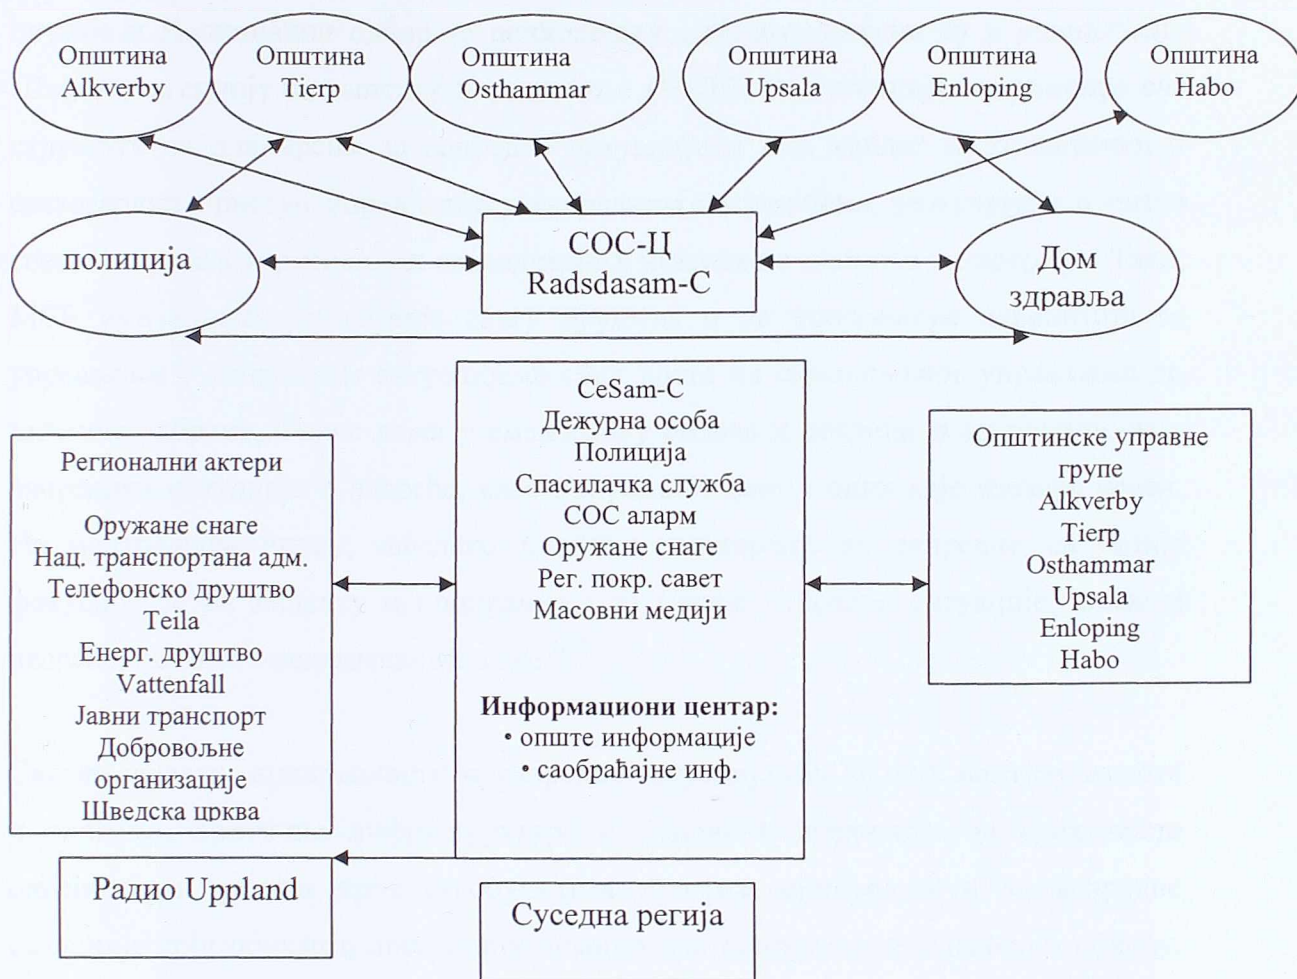 Општина
Alkverby
Општина
Tierp
Општина
Osthammar
Општина
Upsala
Општина
Enloping
Општина
Habo
полиција
СОС-Ц
Radsdasam-C
Дом
здравља
CeSam-C
Дежурна особа
Полиција
Спасилачка служба
СОС аларм
Оружане снаге
Рег. покр. савет
Масовни медији
Информациони центар:
• опште информације
• саобраћајне инф.
Регионални актери
Оружане снаге
Нац. транспортана адм.
Телефонско друштво
Teila
Енерг. друштво
Vattenfall
Јавни транспорт
Добровољне
организације
Шведска црква
Општинске управне
групе
Alkverby
Tierp
Osthammar
Upsala
Enloping
Habo
Радио Uppland
Суседна регија